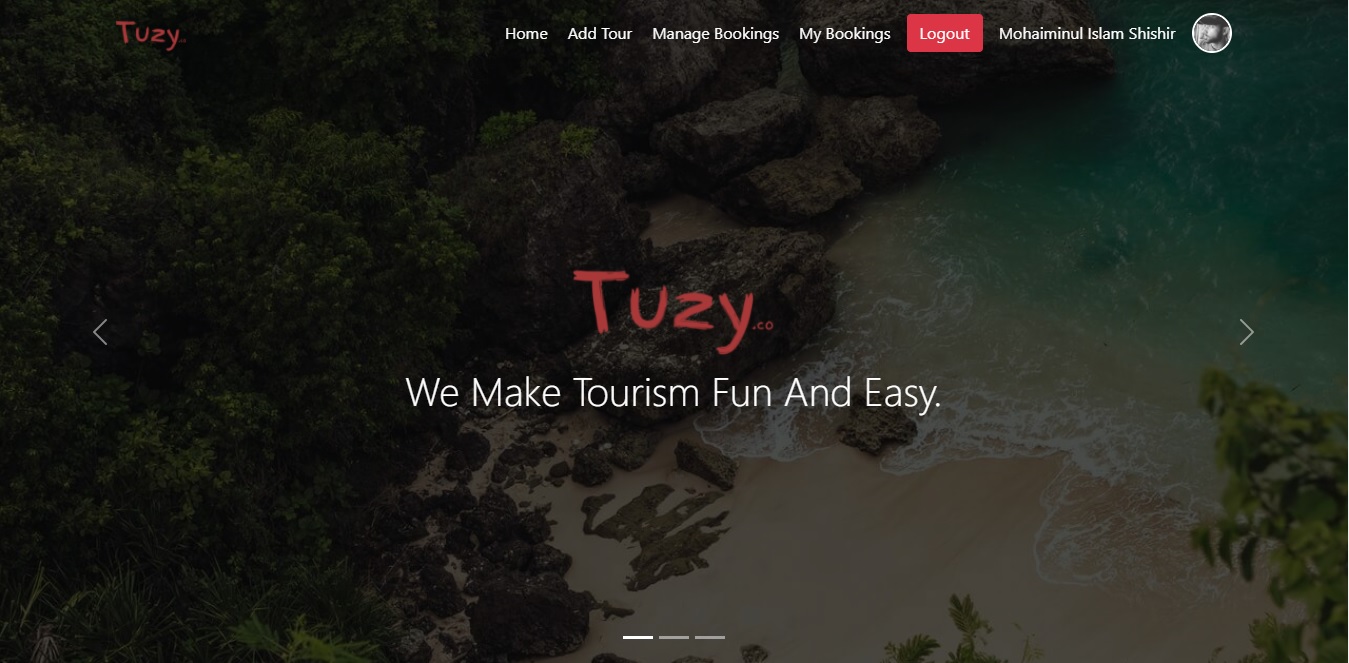 Tuzy.co
Home Add Tour Manage Bookings My Bookings Logout Mohaiminul Islam Shishir
Tuzy.co
We Make Tourism Fun And Easy.